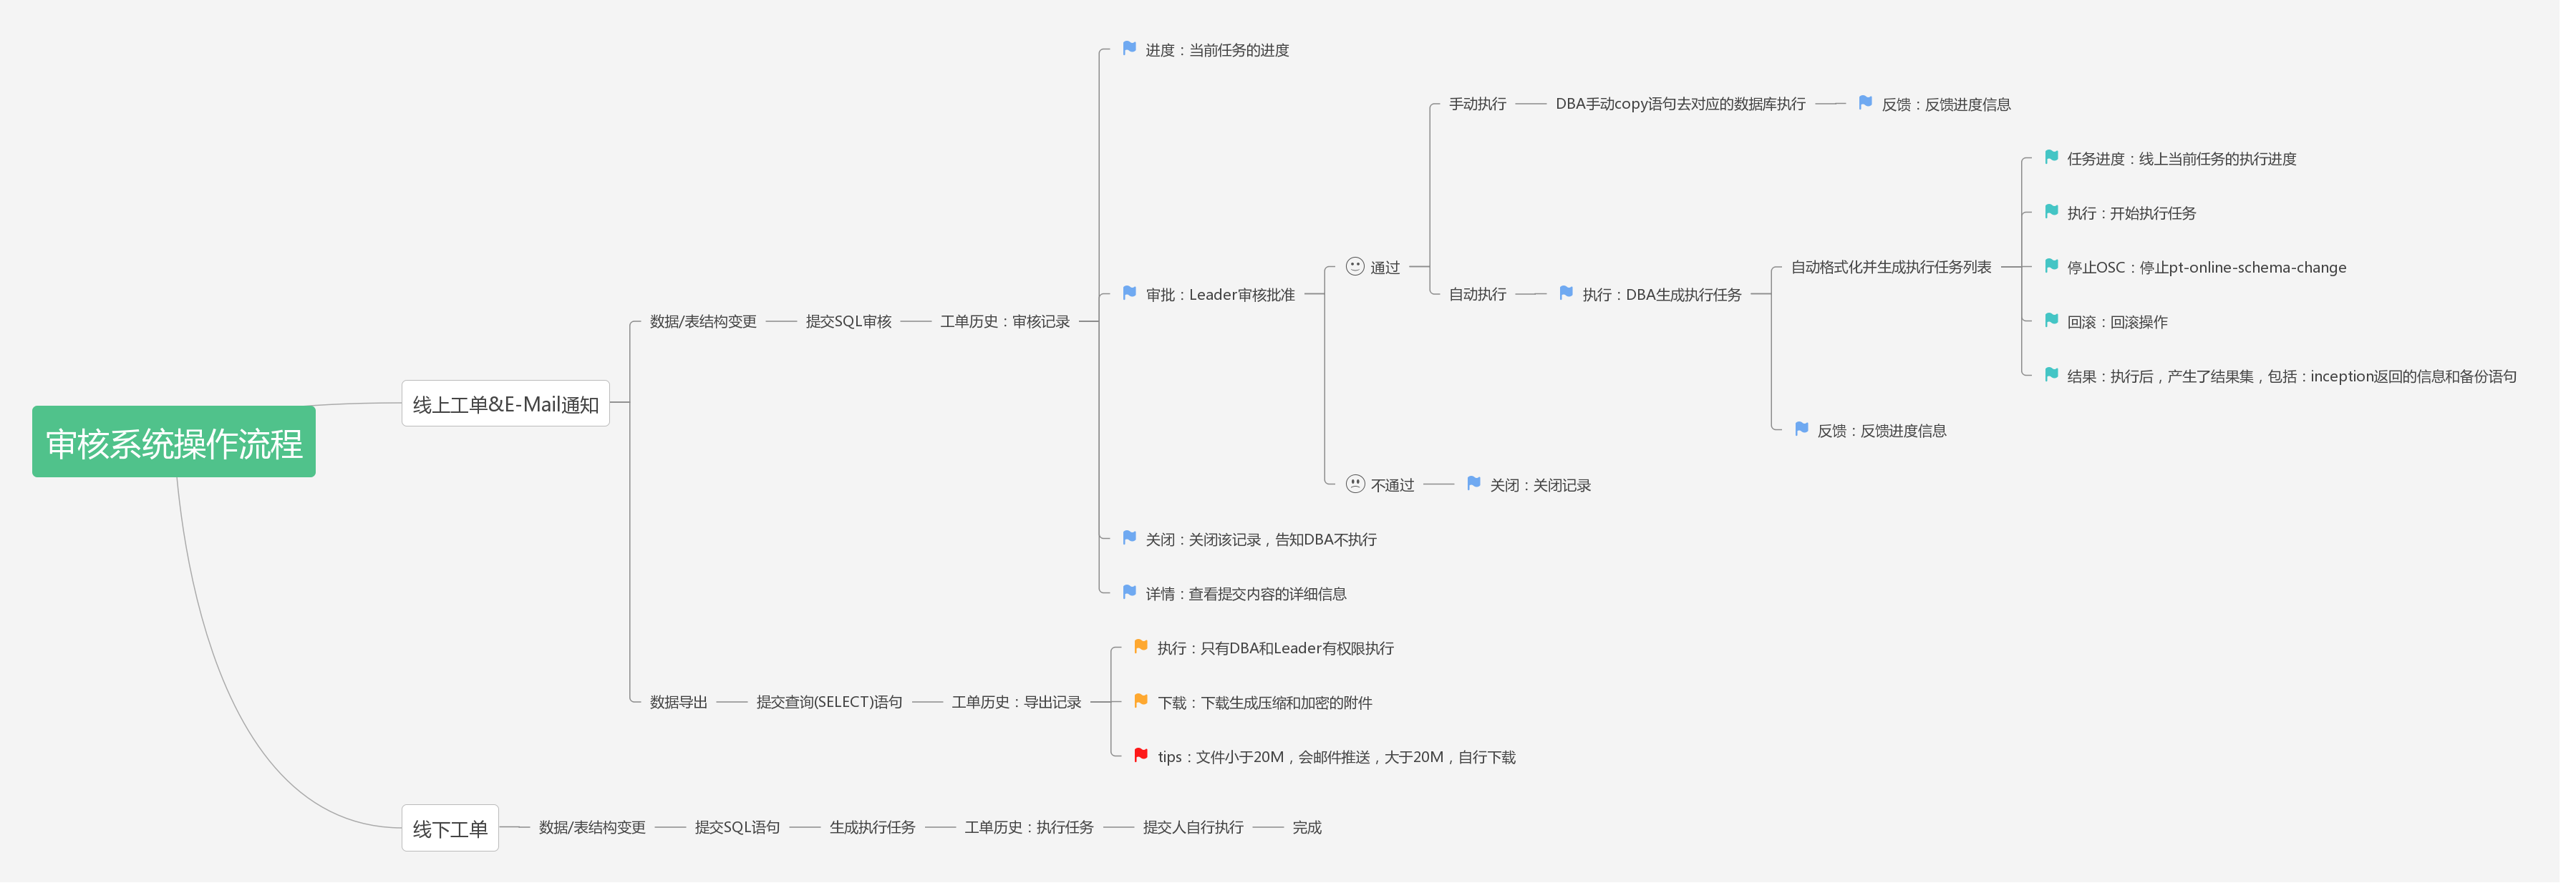 审核系统操作流程
线上工单&E-Mail通知
数据/表结构变更
提交SQL审核
工单历史：审核记录
进度：当前任务的进度
审批：Leader审核批准
通过
手动执行
DBA手动copy语句去对应的数据库执行
反馈：反馈进度信息
自动执行
执行：DBA生成执行任务
自动格式化并生成执行任务列表
任务进度：线上当前任务的执行进度
执行：开始执行任务
停止OSC：停止pt-online-schema-change
回滚：回滚操作
结果：执行后，产生了结果集，包括：inception返回的信息和备份语句
反馈：反馈进度信息
不通过
关闭：关闭记录
关闭：关闭该记录，告知DBA不执行
详情：查看提交内容的详细信息
数据导出
提交查询(SELECT)语句
工单历史：导出记录
执行：只有DBA和Leader有权限执行
下载：下载生成压缩和加密的附件
tips：文件小于20M，会邮件推送，大于20M，自行下载
线下工单
数据/表结构变更
提交SQL语句
生成执行任务
工单历史：执行任务
提交人自行执行
完成